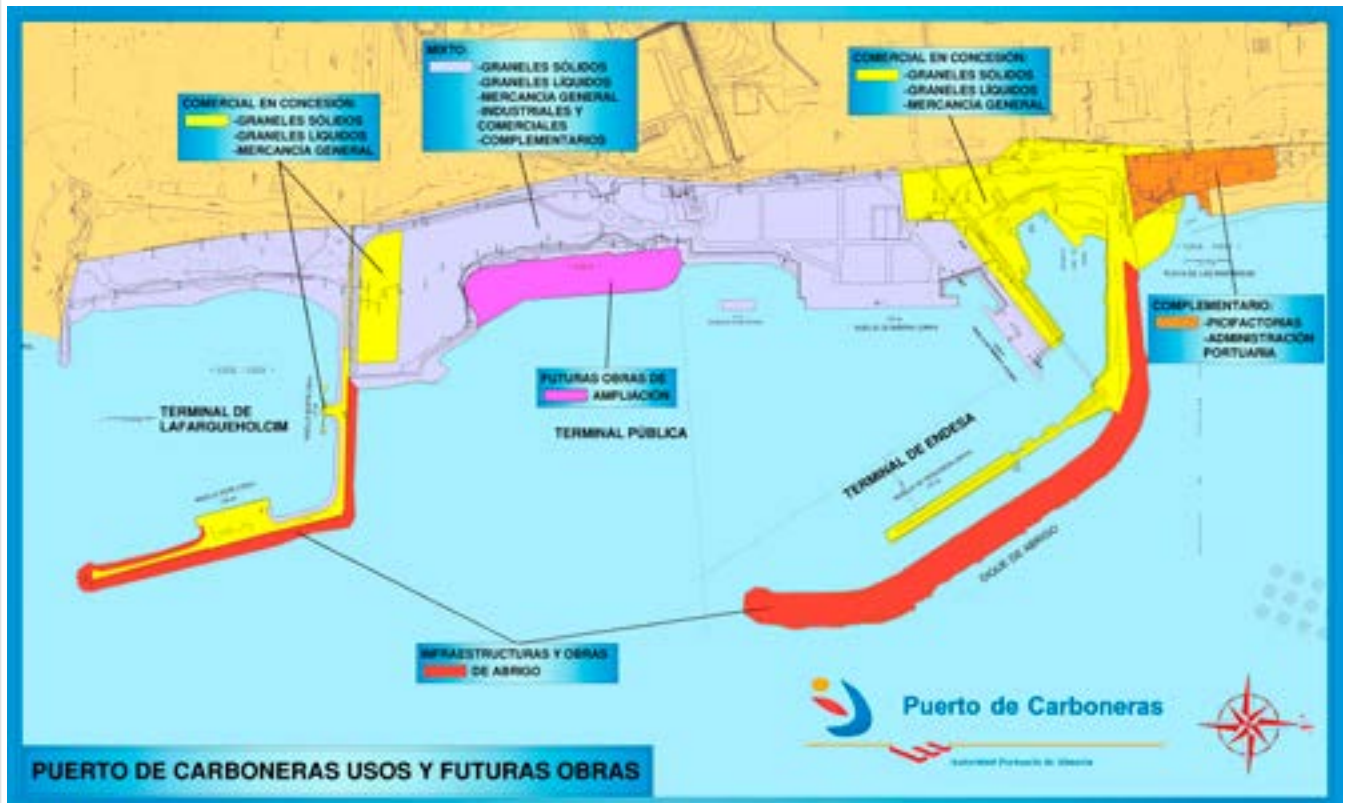 MIXTO:
-GRANELES SÓLIDOS
-GRANELES LÍQUIDOS
-MERCANCÍA GENERAL
-INDUSTRIALES Y
COMERCIALES
-COMPLEMENTARIOS
COMERCIAL EN CONCESIÓN:
-GRANELES SÓLIDOS
-GRANELES LÍQUIDOS
-MERCANCÍA GENERAL
COMERCIAL EN CONCESIÓN:
-GRANELES SÓLIDOS
-GRANELES LÍQUIDOS
-MERCANCÍA GENERAL
COMPLEMENTARIO:
-PICIFACTORIAS
-ADMINISTRACIÓN
PORTUARIA
FUTURAS OBRAS DE
AMPLIACIÓN
TERMINAL DE
LAFARGUEHOLCIM
TERMINAL PÚBLICA
TERMINAL DE ENDESA
DIQUE DE ABRIGO
INFRAESTRUCTURAS Y OBRAS
DE ABRIGO
Puerto de Carboneras
Autoridad Portuaria de Almería
PUERTO DE CARBONERAS USOS Y FUTURAS OBRAS